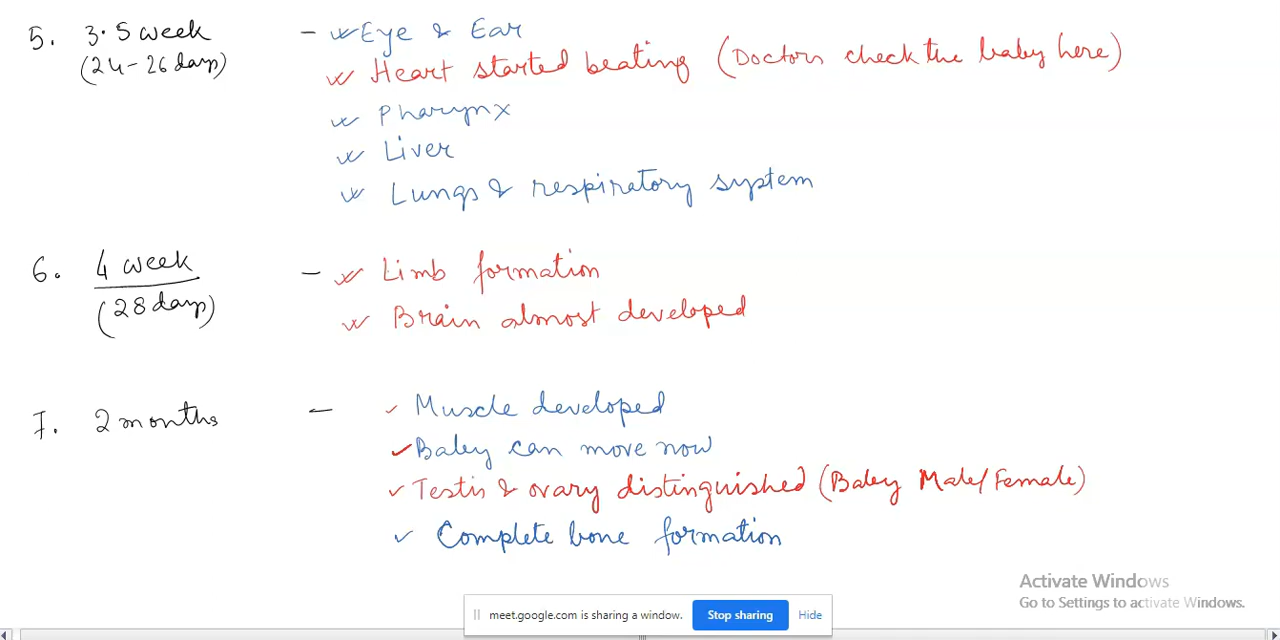 5. 3.5 week - Eye & Ear
(24-26 days) Heart started beating (Doctors check the baby here)
Pharynx
Liver
Lungs & respiratory system
6. 4 week - Limb formation
(28 days) Brain almost developed
7. 2 months - Muscle developed
Baby can move now
Testis & ovary distinguished (Baby Male/Female)
Complete bone formation
Activate Windows
Go to Settings to activate Windows.
meet.google.com is sharing a window. Stop sharing Hide